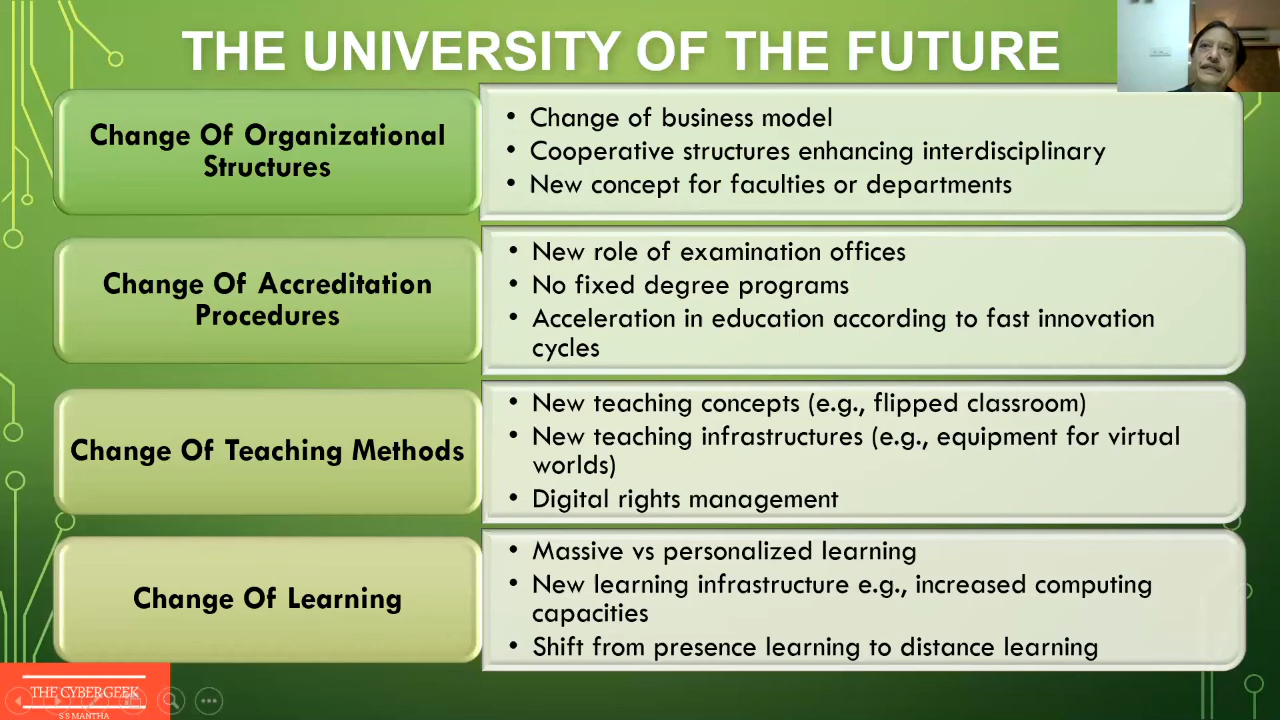 THE UNIVERSITY OF THE FUTURE
Change Of Organizational
Structures
• Change of business model
• Cooperative structures enhancing interdisciplinary
• New concept for faculties or departments
Change Of Accreditation
Procedures
• New role of examination offices
• No fixed degree programs
• Acceleration in education according to fast innovation
cycles
Change Of Teaching Methods
• New teaching concepts (e.g., flipped classroom)
• New teaching infrastructures (e.g., equipment for virtual
worlds)
• Digital rights management
Change Of Learning
• Massive vs personalized learning
• New learning infrastructure e.g., increased computing
capacities
• Shift from presence learning to distance learning
THE CYBERGEEK
S S MANTHA